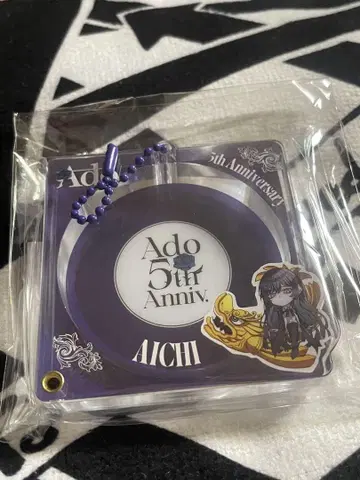 Ado
5th Anniversary
Ado
5th
Anniv.
AICHI